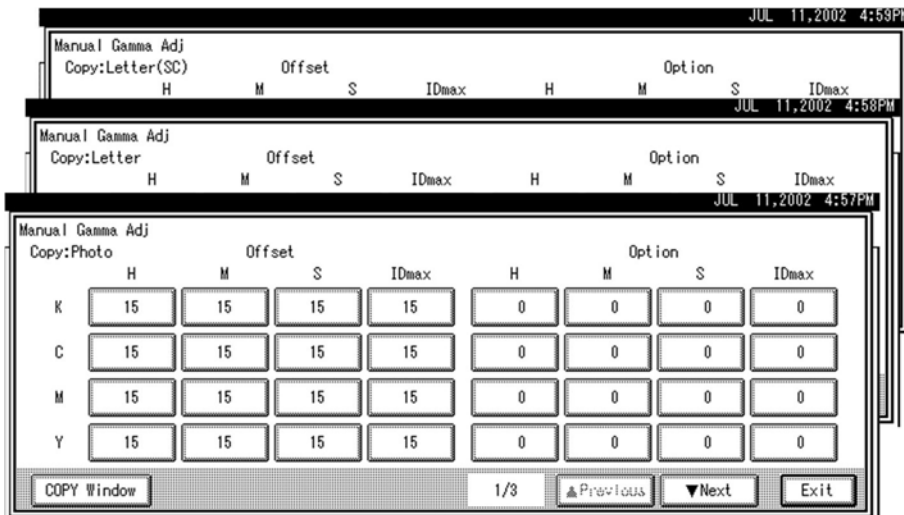 JUL 11,2002 4:59PM
Manual Gamma Adj
Copy:Letter(SC) Offset Option
H M S IDmax H M S IDmax
JUL 11,2002 4:58PM
Manual Gamma Adj
Copy:Letter Offset Option
H M S IDmax H M S IDmax
JUL 11,2002 4:57PM
Manual Gamma Adj
Copy:Photo Offset Option
H M S IDmax H M S IDmax
K 15 15 15 15 0 0 0 0
C 15 15 15 15 0 0 0 0
M 15 15 15 15 0 0 0 0
Y 15 15 15 15 0 0 0 0
COPY Window 1/3 ▲Previous ▼Next Exit